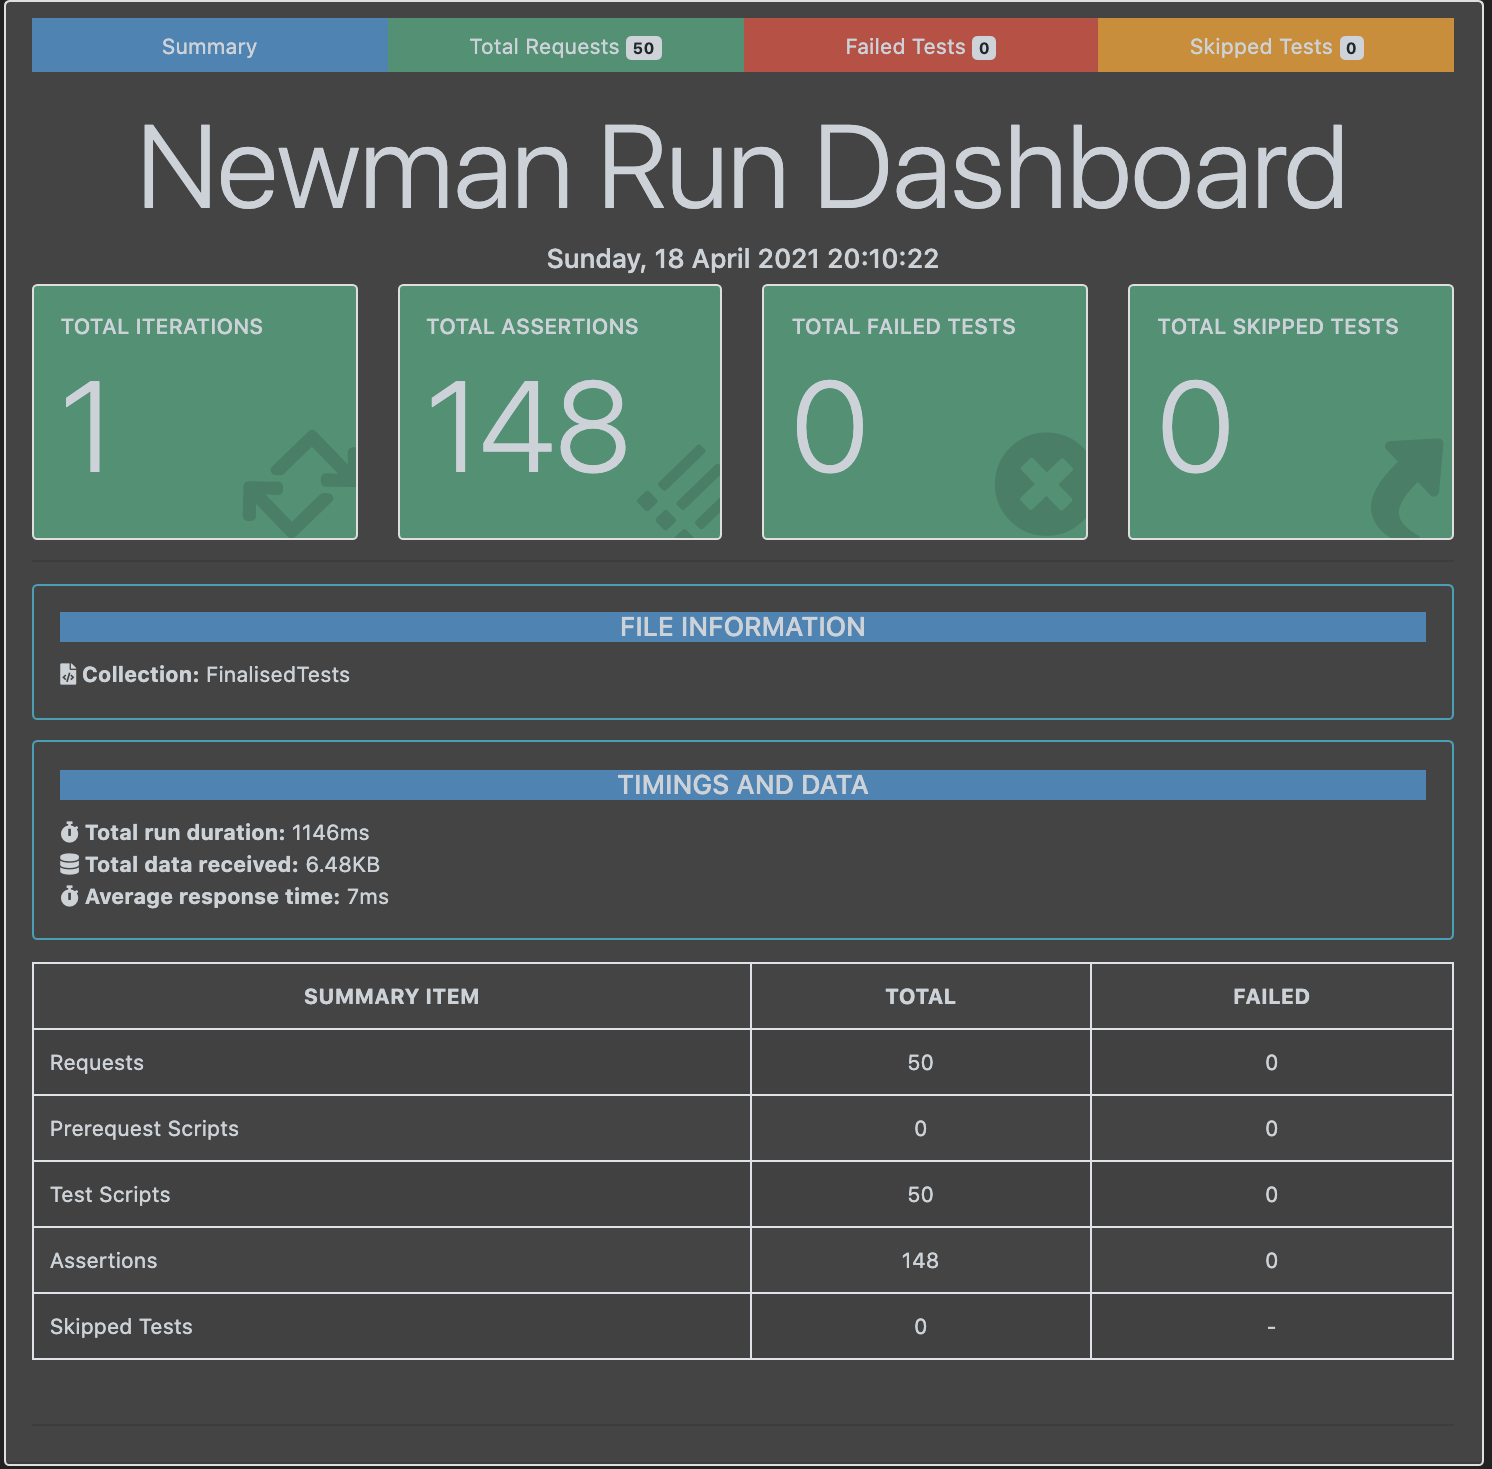 Summary
Total Requests 50
Failed Tests 0
Skipped Tests 0
Newman Run Dashboard
Sunday, 18 April 2021 20:10:22
TOTAL ITERATIONS
1
TOTAL ASSERTIONS
148
TOTAL FAILED TESTS
0
TOTAL SKIPPED TESTS
0
FILE INFORMATION
Collection: FinalisedTests
TIMINGS AND DATA
Total run duration: 1146ms
Total data received: 6.48KB
Average response time: 7ms
SUMMARY ITEM TOTAL FAILED
Requests 50 0
Prerequest Scripts 0 0
Test Scripts 50 0
Assertions 148 0
Skipped Tests 0 -